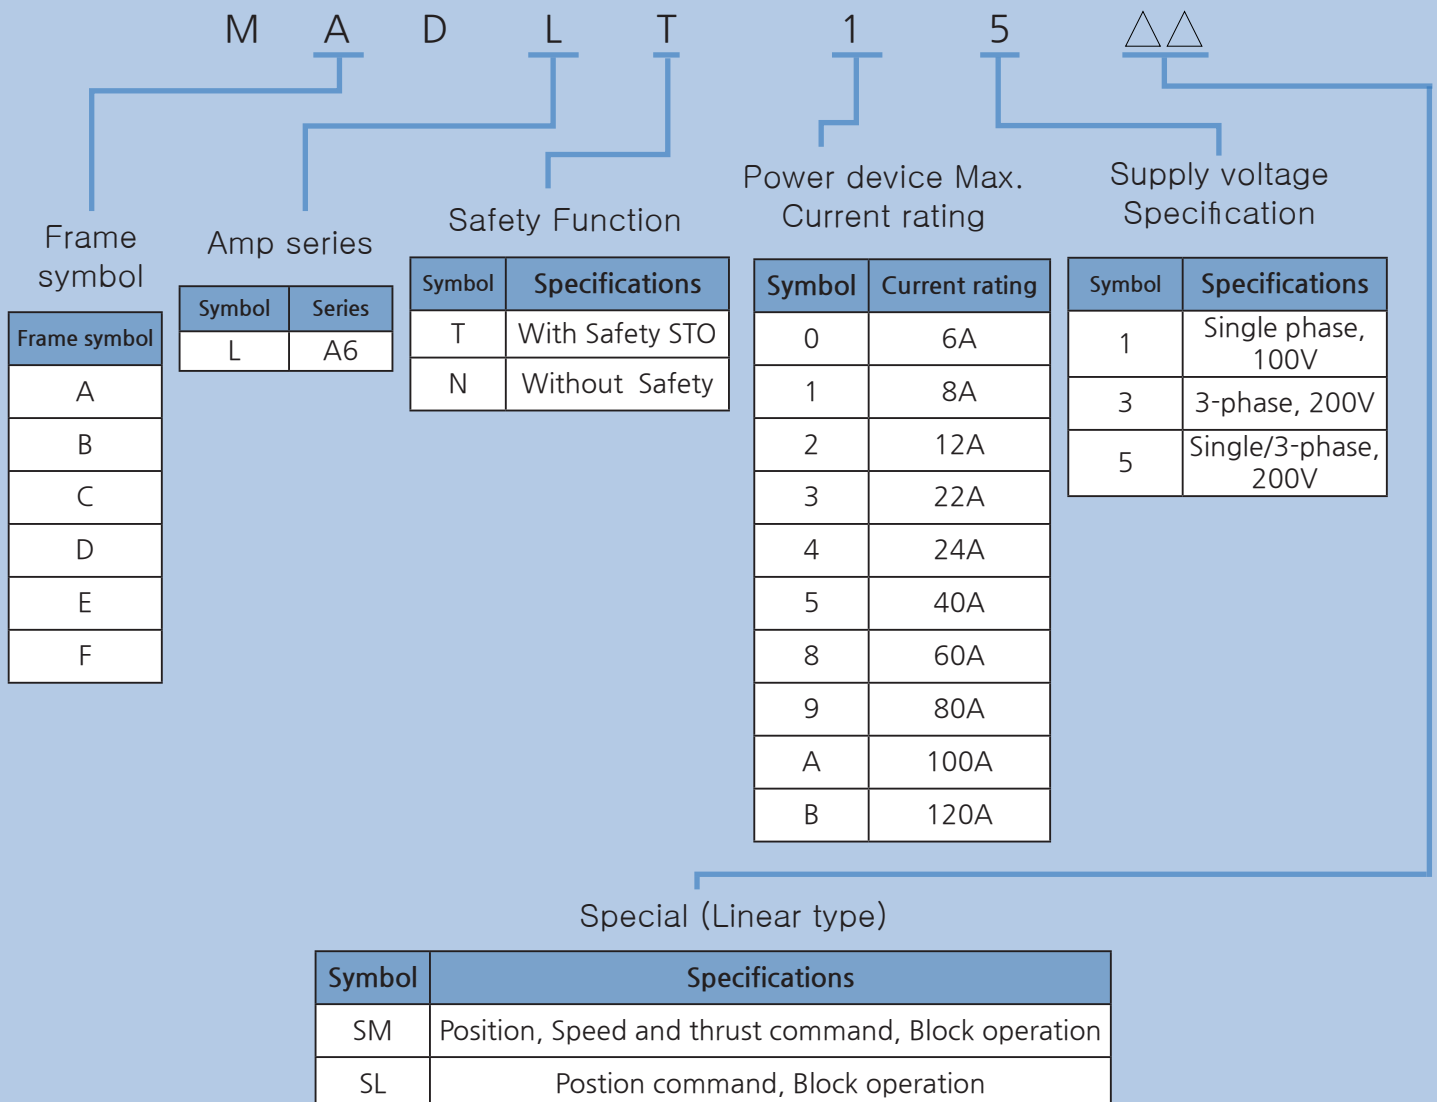 M A D L T 1 5 △△
Frame
symbol
Frame symbol
A
B
C
D
E
F
Amp series
Symbol Series
L A6
Safety Function
Symbol Specifications
T With Safety STO
N Without Safety
Power device Max.
Current rating
Symbol Current rating
0 6A
1 8A
2 12A
3 22A
4 24A
5 40A
8 60A
9 80A
A 100A
B 120A
Supply voltage
Specification
Symbol Specifications
1 Single phase,
100V
3 3-phase, 200V
5 Single/3-phase,
200V
Special (Linear type)
Symbol Specifications
SM Position, Speed and thrust command, Block operation
SL Postion command, Block operation